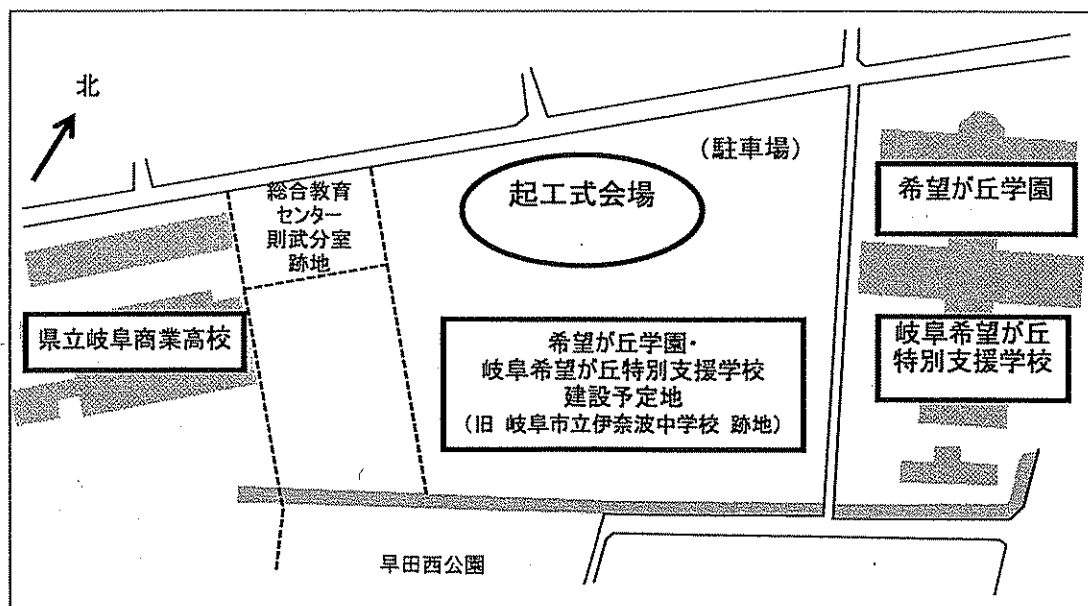 北
(駐車場)
総合教育
センター
則武分室
跡地
起工式会場
希望が丘学園
県立岐阜商業高校
希望が丘学園・
岐阜希望が丘特別支援学校
建設予定地
(旧 岐阜市立伊奈波中学校 跡地)
岐阜希望が丘
特別支援学校
早田西公園